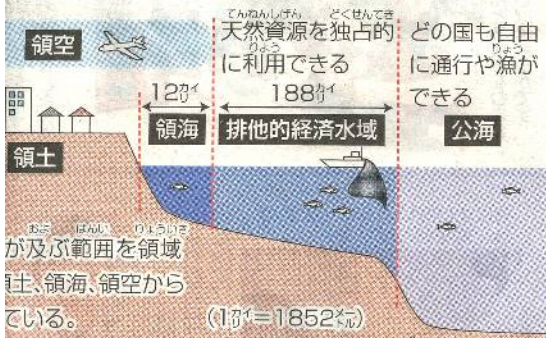 領空
天然資源を独占的
に利用できる
どの国も自由
に通行や漁が
できる
12カイリ
188カイリ
領海
排他的経済水域
公海
領土
が及ぶ範囲を領域
領土、領海、領空から
ている。
(1カイリ=1852メートル)